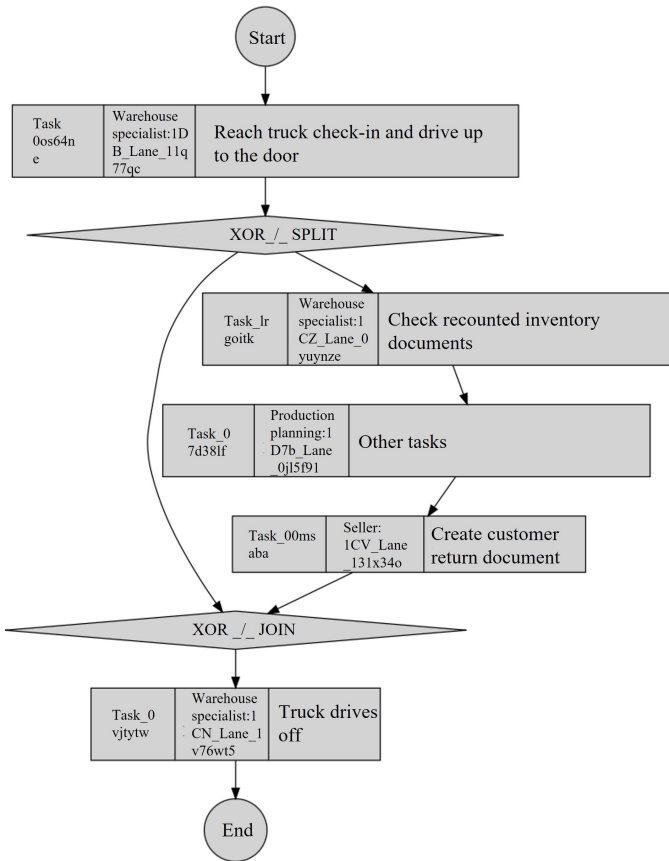 Start
Task
0os64n
e
Warehouse
specialist:1D
B_Lane_11q
77qc
Reach truck check-in and drive up
to the door
XOR_/_ SPLIT
Task_lr
goitk
Warehouse
specialist:1
CZ_Lane_0
yuynze
Check recounted inventory
documents
Task_0
7d38lf
Production
planning:1
D7b_Lane
_0jl5f91
Other tasks
Task_00ms
aba
Seller:
1CV_Lane
_131x34o
Create customer
return document
XOR _/_ JOIN
Task_0
vjtytw
Warehouse
specialist:1
CN_Lane_1
v76wt5
Truck drives
off
End